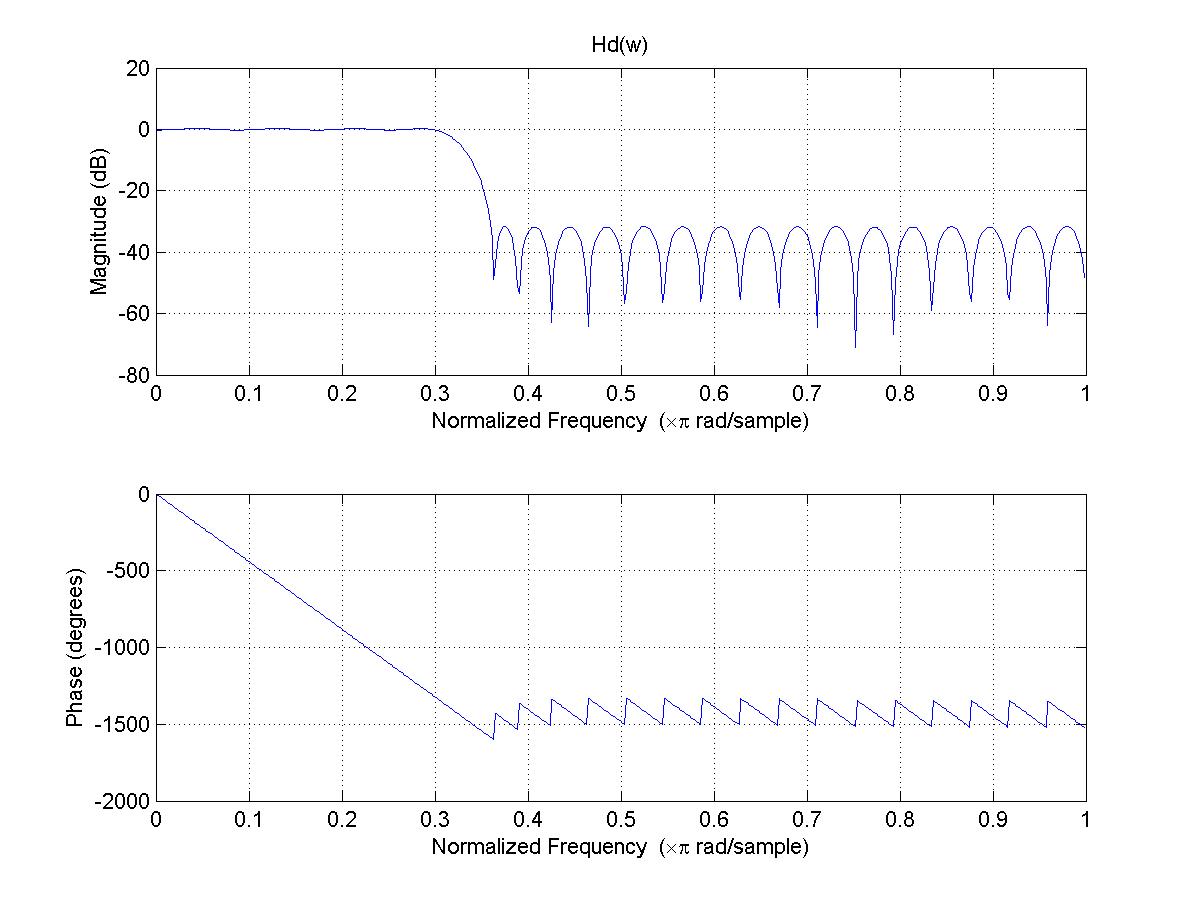 Hd(w)
20
0
-20
-40
-60
-80
Magnitude (dB)
0 0.1 0.2 0.3 0.4 0.5 0.6 0.7 0.8 0.9 1
Normalized Frequency (×π rad/sample)
0
-500
-1000
-1500
-2000
Phase (degrees)
0 0.1 0.2 0.3 0.4 0.5 0.6 0.7 0.8 0.9 1
Normalized Frequency (×π rad/sample)